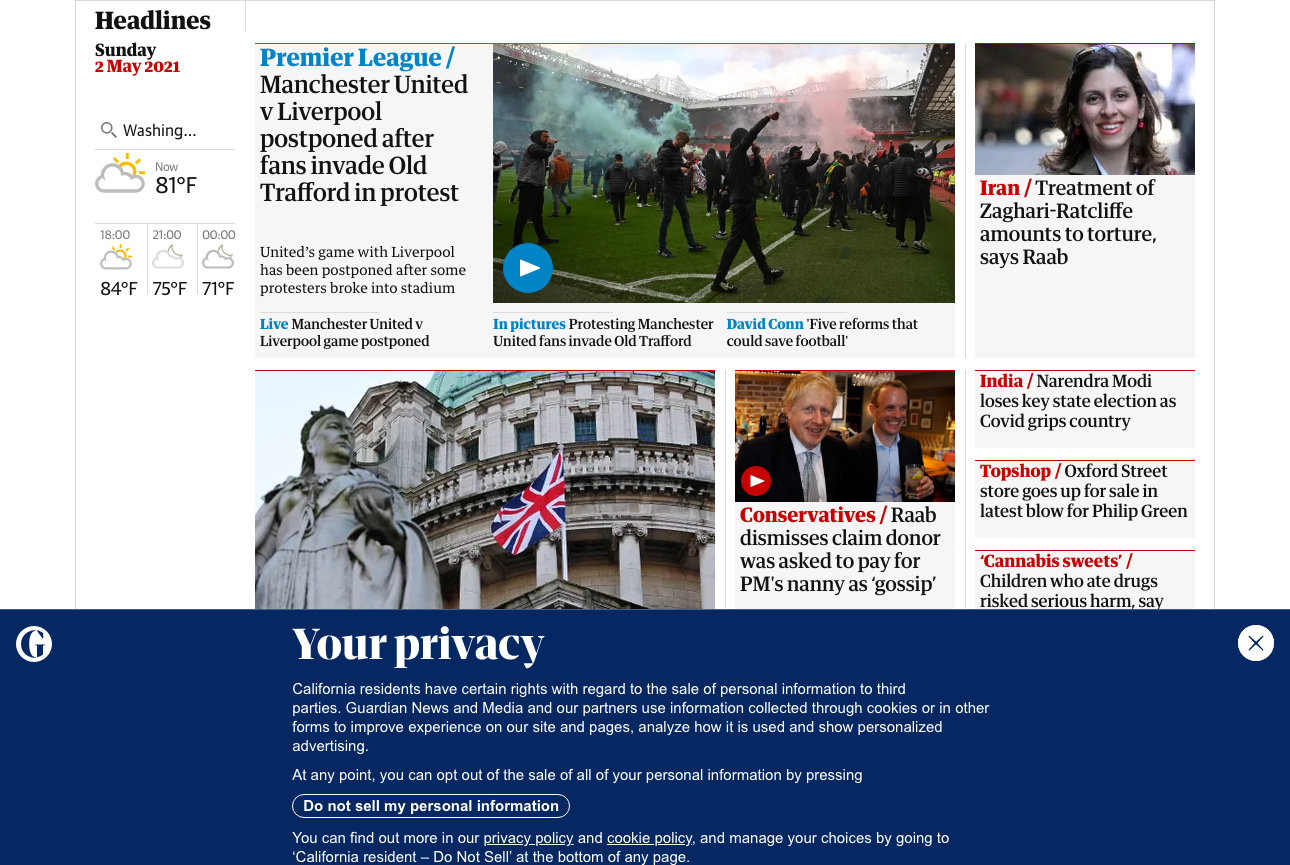 Headlines
Sunday
2 May 2021
Washing...
Now
81°F
18:00
21:00
00:00
84°F
75°F
71°F
Premier League /
Manchester United
v Liverpool
postponed after
fans invade Old
Trafford in protest
United’s game with Liverpool
has been postponed after some
protesters broke into stadium
Live Manchester United v
Liverpool game postponed
In pictures Protesting Manchester
United fans invade Old Trafford
David Conn 'Five reforms that
could save football'
Iran / Treatment of
Zaghari-Ratcliffe
amounts to torture,
says Raab
Conservatives / Raab
dismisses claim donor
was asked to pay for
PM's nanny as ‘gossip’
India / Narendra Modi
loses key state election as
Covid grips country
Topshop / Oxford Street
store goes up for sale in
latest blow for Philip Green
‘Cannabis sweets’ /
Children who ate drugs
risked serious harm, say
G
Your privacy
California residents have certain rights with regard to the sale of personal information to third
parties. Guardian News and Media and our partners use information collected through cookies or in other
forms to improve experience on our site and pages, analyze how it is used and show personalized
advertising.
At any point, you can opt out of the sale of all of your personal information by pressing
Do not sell my personal information
You can find out more in our privacy policy and cookie policy, and manage your choices by going to
‘California resident – Do Not Sell’ at the bottom of any page.